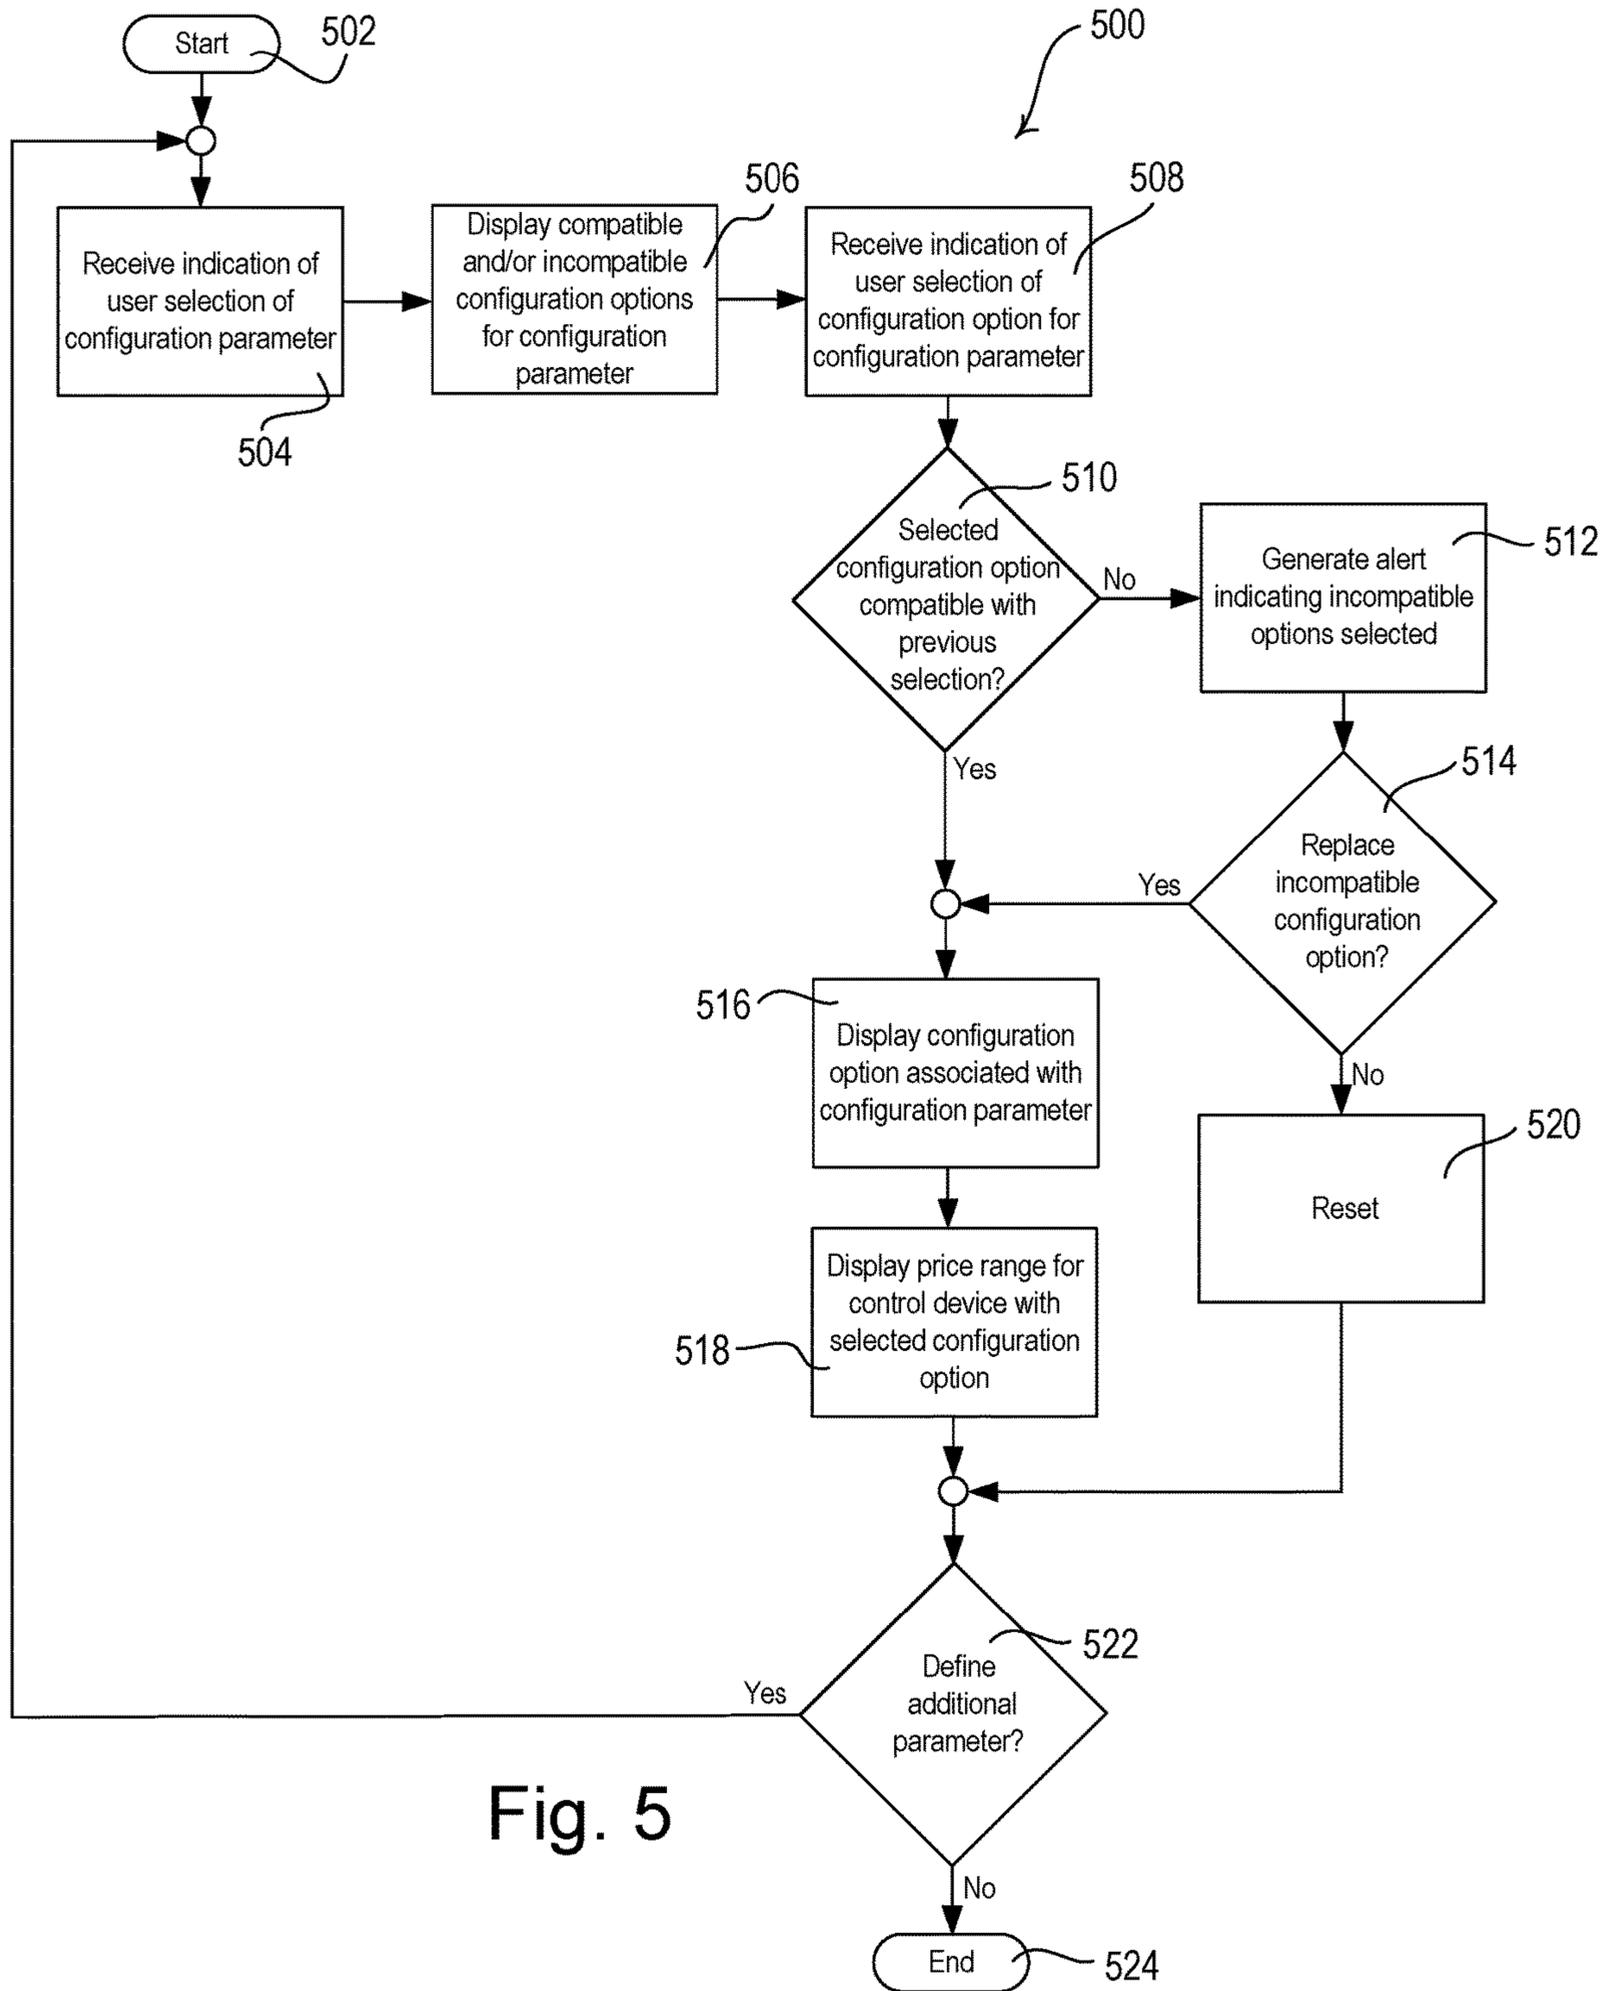 Start
502
500
506
508
Receive indication of
user selection of
configuration parameter
504
Display compatible
and/or incompatible
configuration options
for configuration
parameter
Receive indication of
user selection of
configuration option for
configuration parameter
510
Selected
configuration option
compatible with
previous
selection?
No
Yes
512
Generate alert
indicating incompatible
options selected
514
Replace
incompatible
configuration
option?
Yes
No
516
Display configuration
option associated with
configuration parameter
520
Reset
518
Display price range for
control device with
selected configuration
option
522
Define
additional
parameter?
Yes
No
Fig. 5
End
524